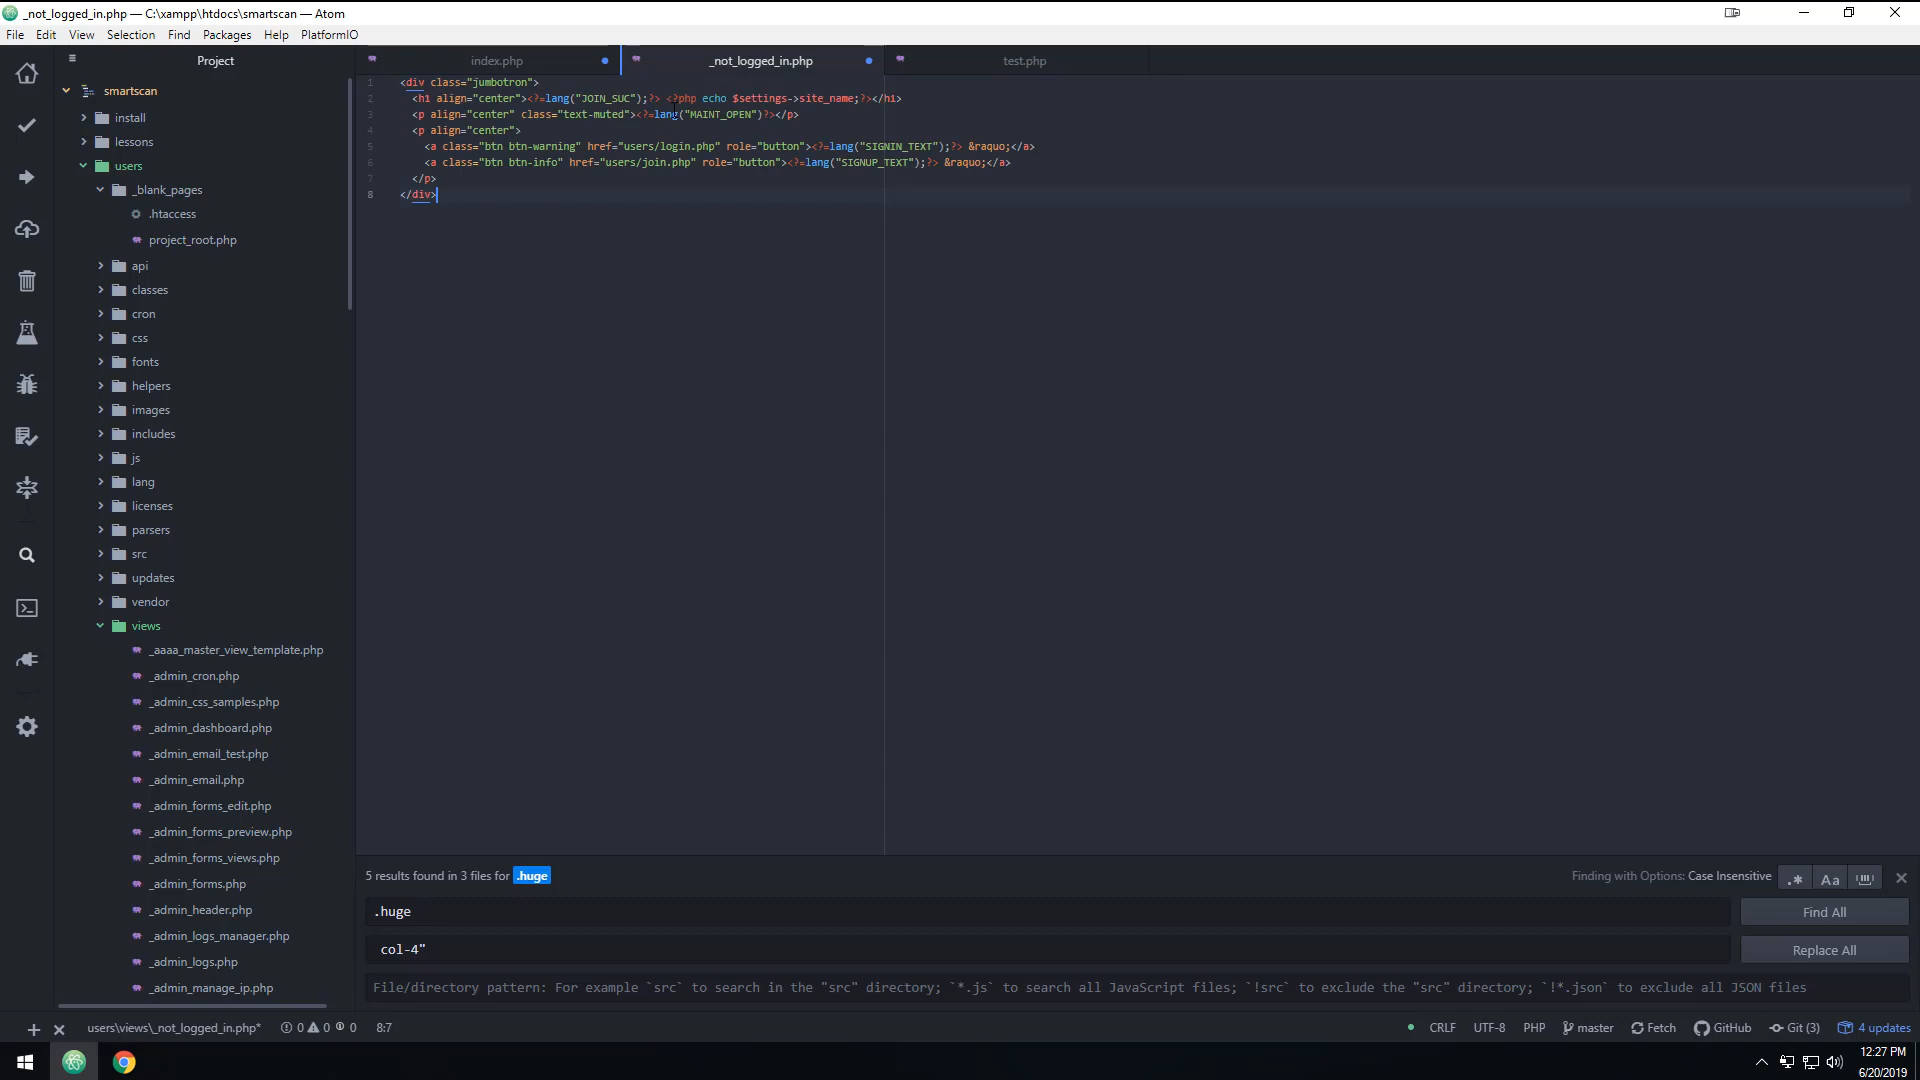 _not_logged_in.php — C:\xampp\htdocs\smartscan — Atom
File Edit View Selection Find Packages Help PlatformIO
Project
index.php
_not_logged_in.php
test.php
smartscan
install
lessons
users
_blank_pages
.htaccess
project_root.php
api
classes
cron
css
fonts
helpers
images
includes
js
lang
licenses
parsers
src
updates
vendor
views
_aaaa_master_view_template.php
_admin_cron.php
_admin_css_samples.php
_admin_dashboard.php
_admin_email_test.php
_admin_email.php
_admin_forms_edit.php
_admin_forms_preview.php
_admin_forms_views.php
_admin_forms.php
_admin_header.php
_admin_logs_manager.php
_admin_logs.php
_admin_manage_ip.php
1 <div class="jumbotron">
2 <h1 align="center"><?=lang("JOIN_SUC");?> <?php echo $settings->site_name;?></h1>
3 <p align="center" class="text-muted"><?=lang("MAINT_OPEN")?></p>
4 <p align="center">
5 <a class="btn btn-warning" href="users/login.php" role="button"><?=lang("SIGNIN_TEXT");?> &raquo;</a>
6 <a class="btn btn-info" href="users/join.php" role="button"><?=lang("SIGNUP_TEXT");?> &raquo;</a>
7 </p>
8 </div>
5 results found in 3 files for .huge
Finding with Options: Case Insensitive
.* Aa
.huge
Find All
col-4"
Replace All
File/directory pattern: For example `src` to search in the "src" directory; `*.js` to search all JavaScript files; `!src` to exclude the "src" directory; `!*.json` to exclude all JSON files
users\views\_not_logged_in.php* 0 0 0 8:7
CRLF UTF-8 PHP master Fetch GitHub Git (3) 4 updates
12:27 PM
6/20/2019